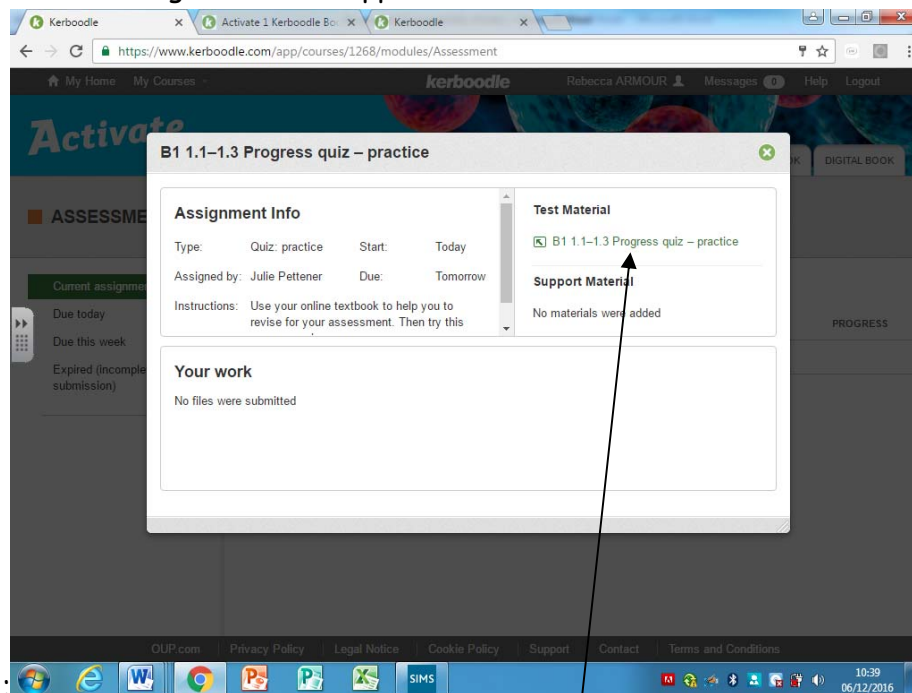 Kerboodle
Activate 1 Kerboodle Bo
Kerboodle
https://www.kerboodle.com/app/courses/1268/modules/Assessment
My Home My Courses
kerboodle
Rebecca ARMOUR Messages 0 Help Logout
Activate
DIGITAL BOOK
B1 1.1–1.3 Progress quiz – practice
ASSESSME
Assignment Info
Type: Quiz: practice Start: Today
Assigned by: Julie Pettener Due: Tomorrow
Instructions: Use your online textbook to help you to
revise for your assessment. Then try this
Test Material
B1 1.1–1.3 Progress quiz – practice
Support Material
No materials were added
Current assignme
Due today
Due this week
Expired (incomple
submission)
PROGRESS
Your work
No files were submitted
OUP.com Privacy Policy Legal Notice Cookie Policy Support Contact Terms and Conditions
SIMS
10:39
06/12/2016